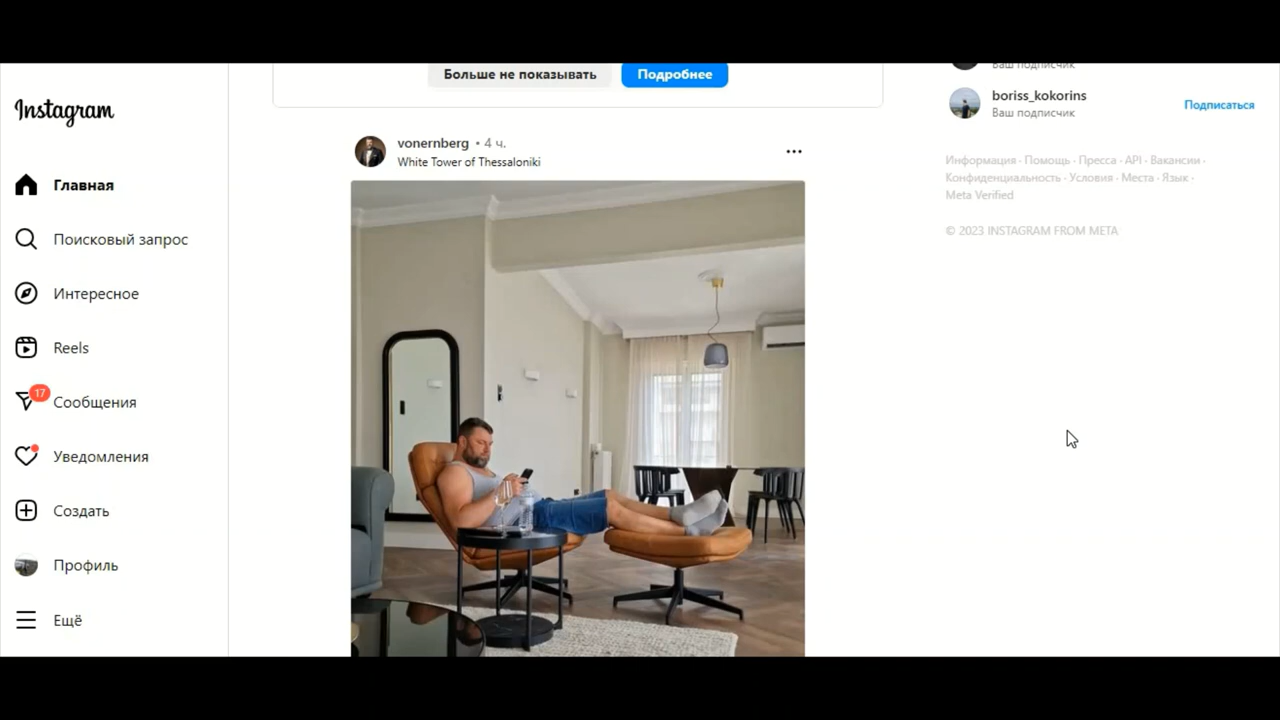 Больше не показывать
Подробнее
Ваш подписчик
boriss_kokorins
Ваш подписчик
Подписаться
Instagram
vonernberg • 4 ч.
White Tower of Thessaloniki
Информация · Помощь · Пресса · API · Вакансии ·
Конфиденциальность · Условия · Места · Язык ·
Meta Verified
© 2023 INSTAGRAM FROM META
Главная
Поисковый запрос
Интересное
Reels
17
Сообщения
Уведомления
Создать
Профиль
Ещё